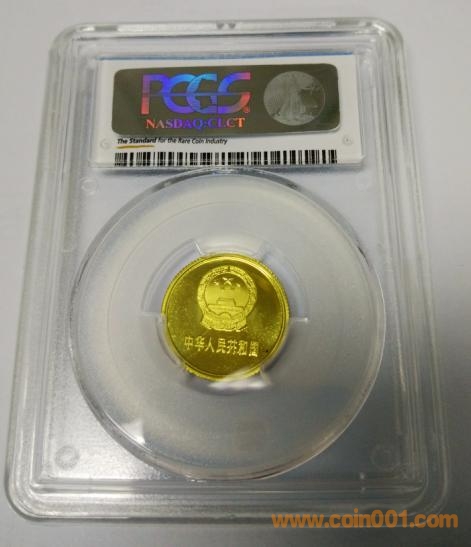 PCGS
NASDAQ:CLCT
The Standard for the Rare Coin Industry
中华人民共和国
www.coin001.com